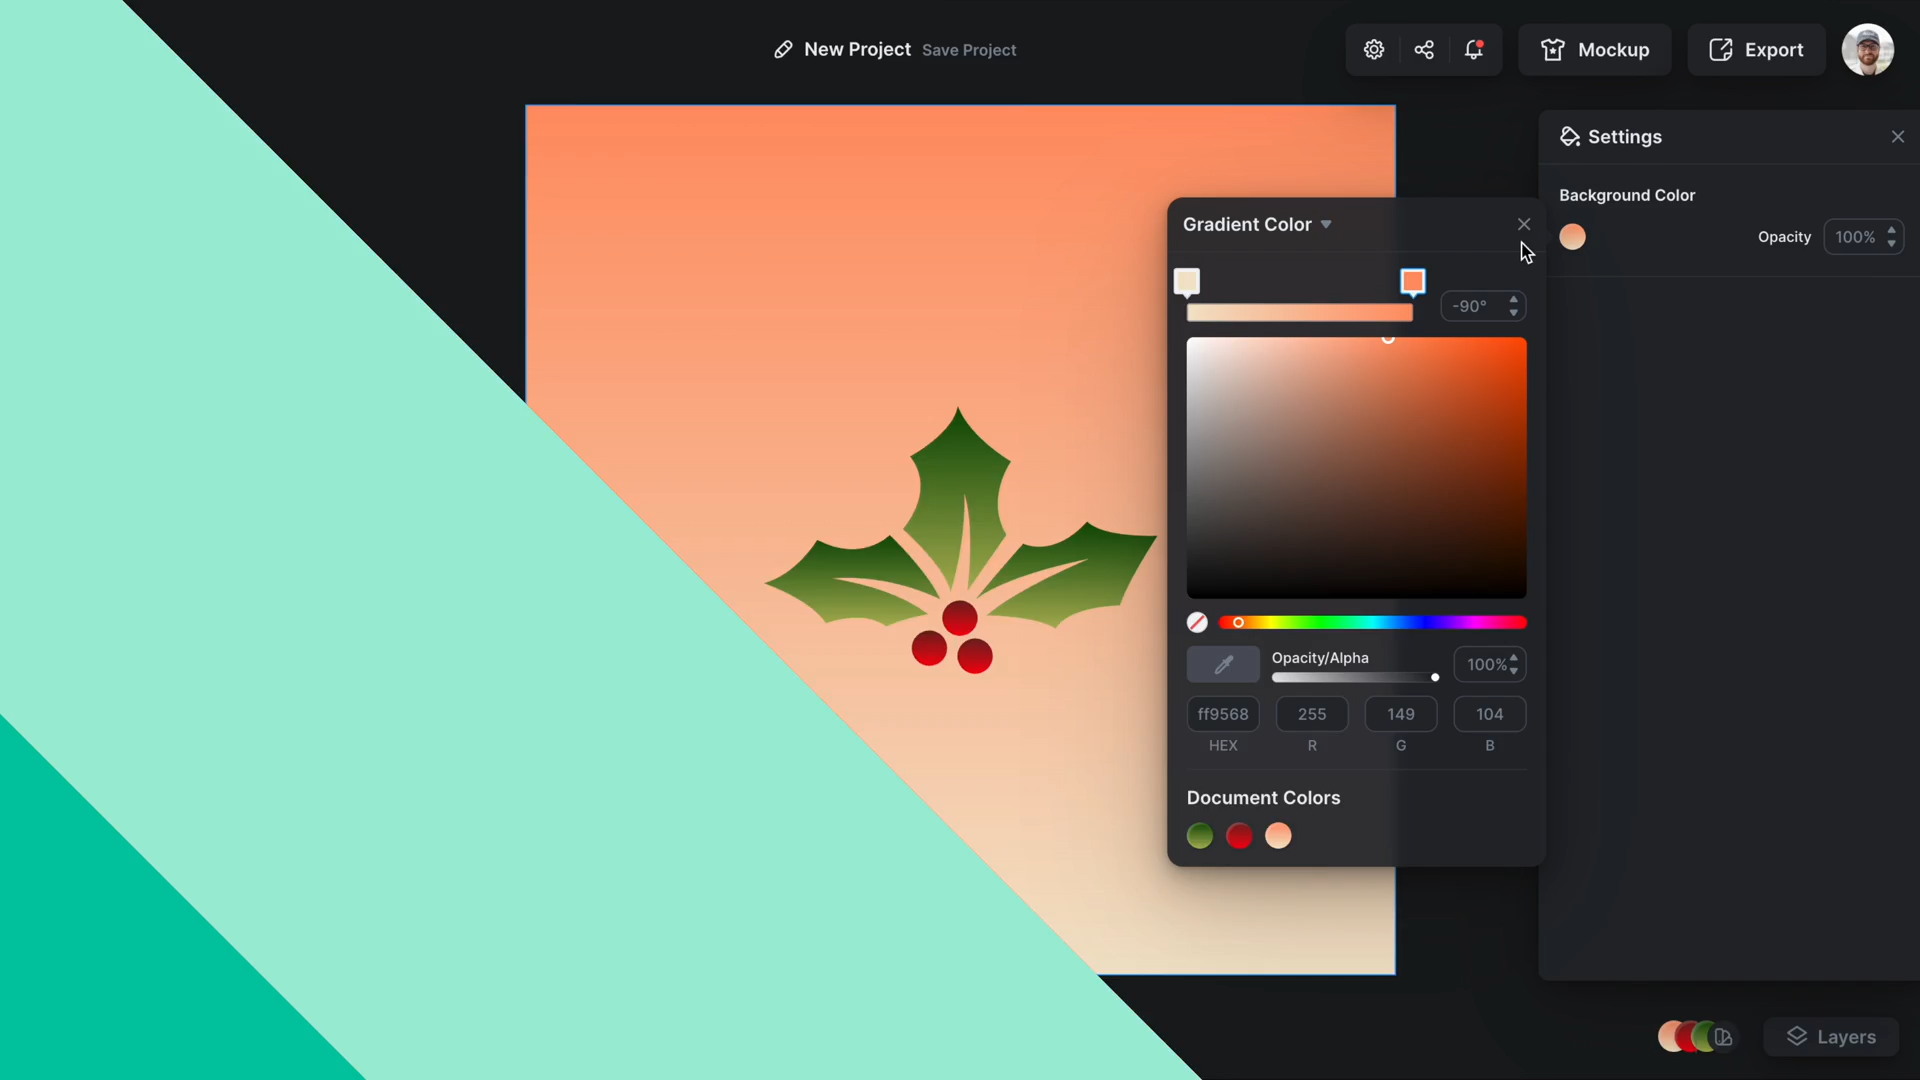 New Project Save Project
Mockup
Export
Settings
Background Color
Opacity 100%
Gradient Color
-90°
Opacity/Alpha
100%
ff9568 255 149 104
HEX R G B
Document Colors
Layers